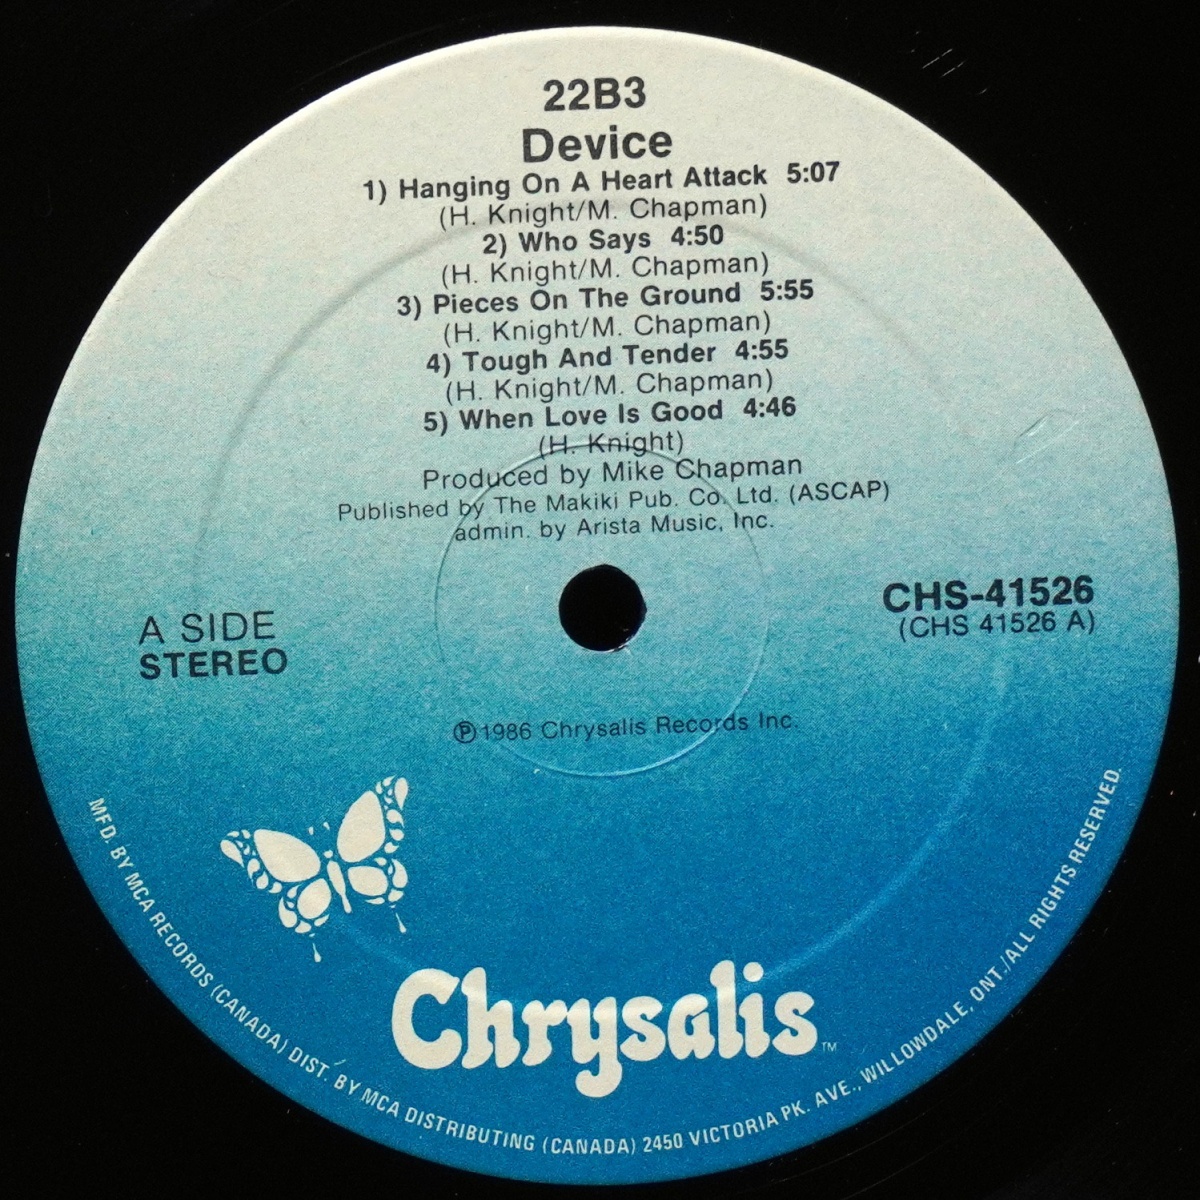 22B3
Device
1) Hanging On A Heart Attack 5:07
(H. Knight/M. Chapman)
2) Who Says 4:50
(H. Knight/M. Chapman)
3) Pieces On The Ground 5:55
(H. Knight/M. Chapman)
4) Tough And Tender 4:55
(H. Knight/M. Chapman)
5) When Love Is Good 4:46
(H. Knight)
Produced by Mike Chapman
Published by The Makiki Pub. Co. Ltd. (ASCAP)
admin. by Arista Music, Inc.
A SIDE
STEREO
CHS-41526
(CHS 41526 A)
℗1986 Chrysalis Records Inc.
Chrysalis™
MFD. BY MCA RECORDS (CANADA) DIST. BY MCA DISTRIBUTING (CANADA) 2450 VICTORIA PK. AVE., WILLOWDALE, ONT./ALL RIGHTS RESERVED.